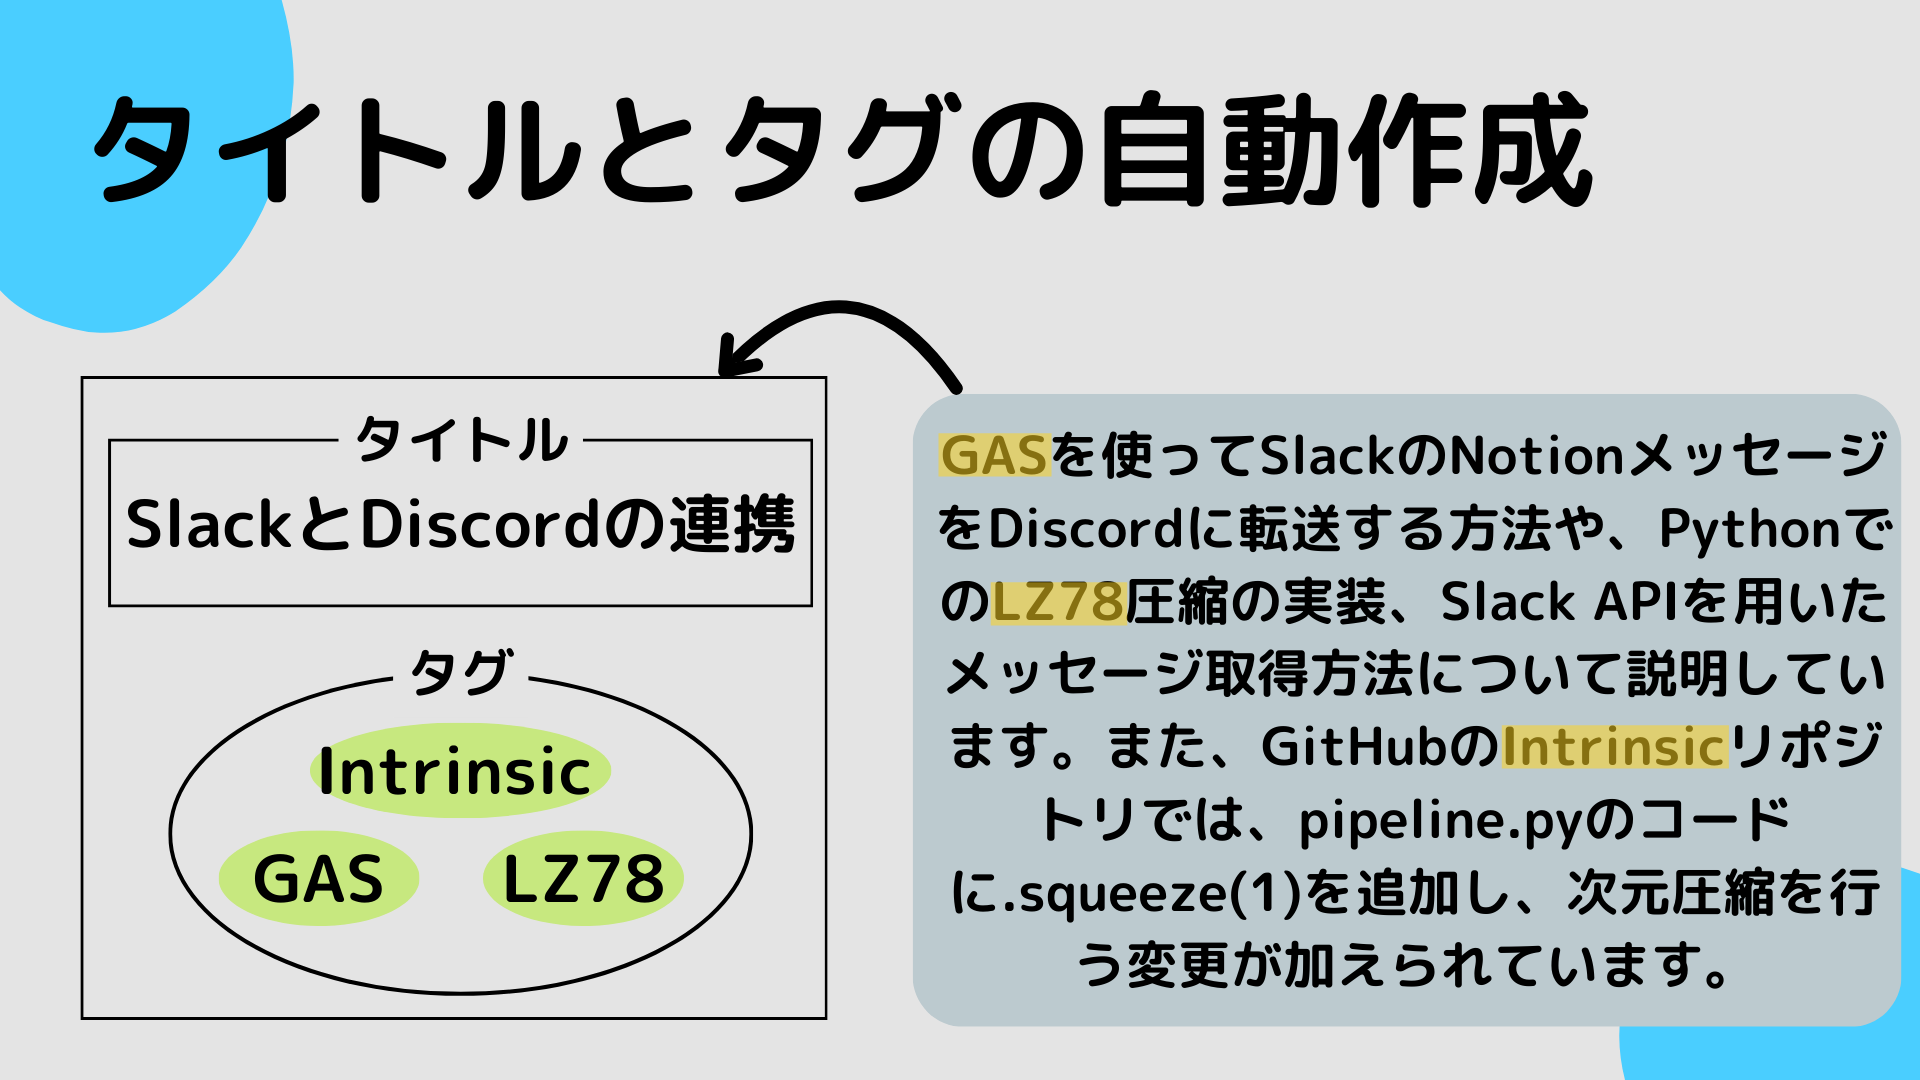 タイトルとタグの自動作成
タイトル
SlackとDiscordの連携
タグ
Intrinsic
GAS
LZ78
GASを使ってSlackのNotionメッセージ
をDiscordに転送する方法や、Pythonで
のLZ78圧縮の実装、Slack APIを用いた
メッセージ取得方法について説明してい
ます。また、GitHubのIntrinsicリポジ
トリでは、pipeline.pyのコード
に.squeeze(1)を追加し、次元圧縮を行
う変更が加えられています。